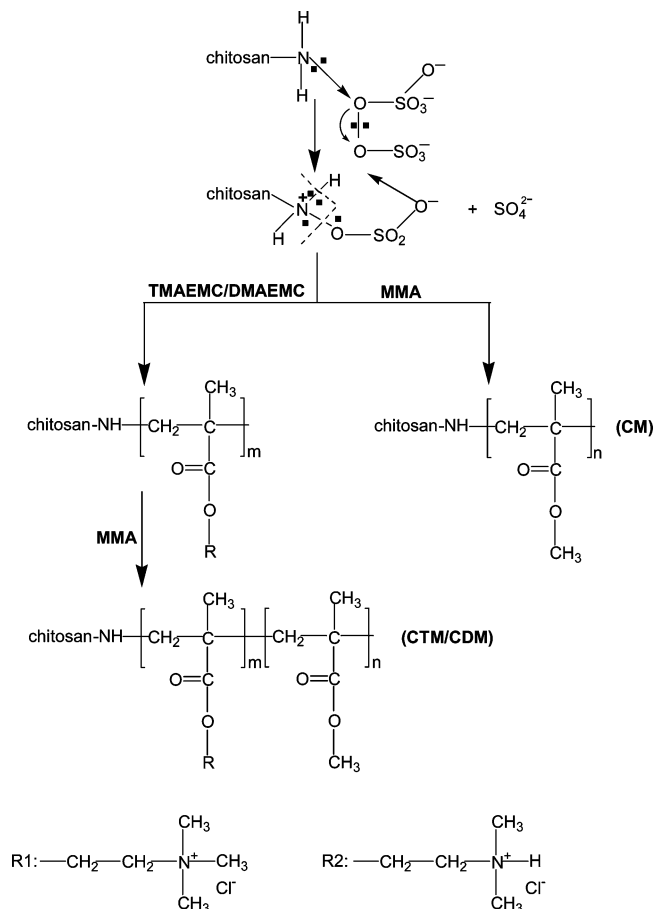 H
chitosan—N
H
O—
O—SO3—
O—SO3—
chitosan
H
+
N
H
O—SO2
O—
+ SO4 2–
TMAEMC/DMAEMC MMA
chitosan-NH—[CH2—C]m
CH3
O=C
O
R
chitosan-NH—[CH2—C]n (CM)
CH3
O=C
O
CH3
MMA
chitosan-NH—[CH2—C]m[CH2—C]n (CTM/CDM)
CH3 CH3
O=C O=C
O O
R CH3
CH3 CH3
R1:—CH2—CH2—N+—CH3 R2:—CH2—CH2—N+—H
CH3 Cl- CH3 Cl-